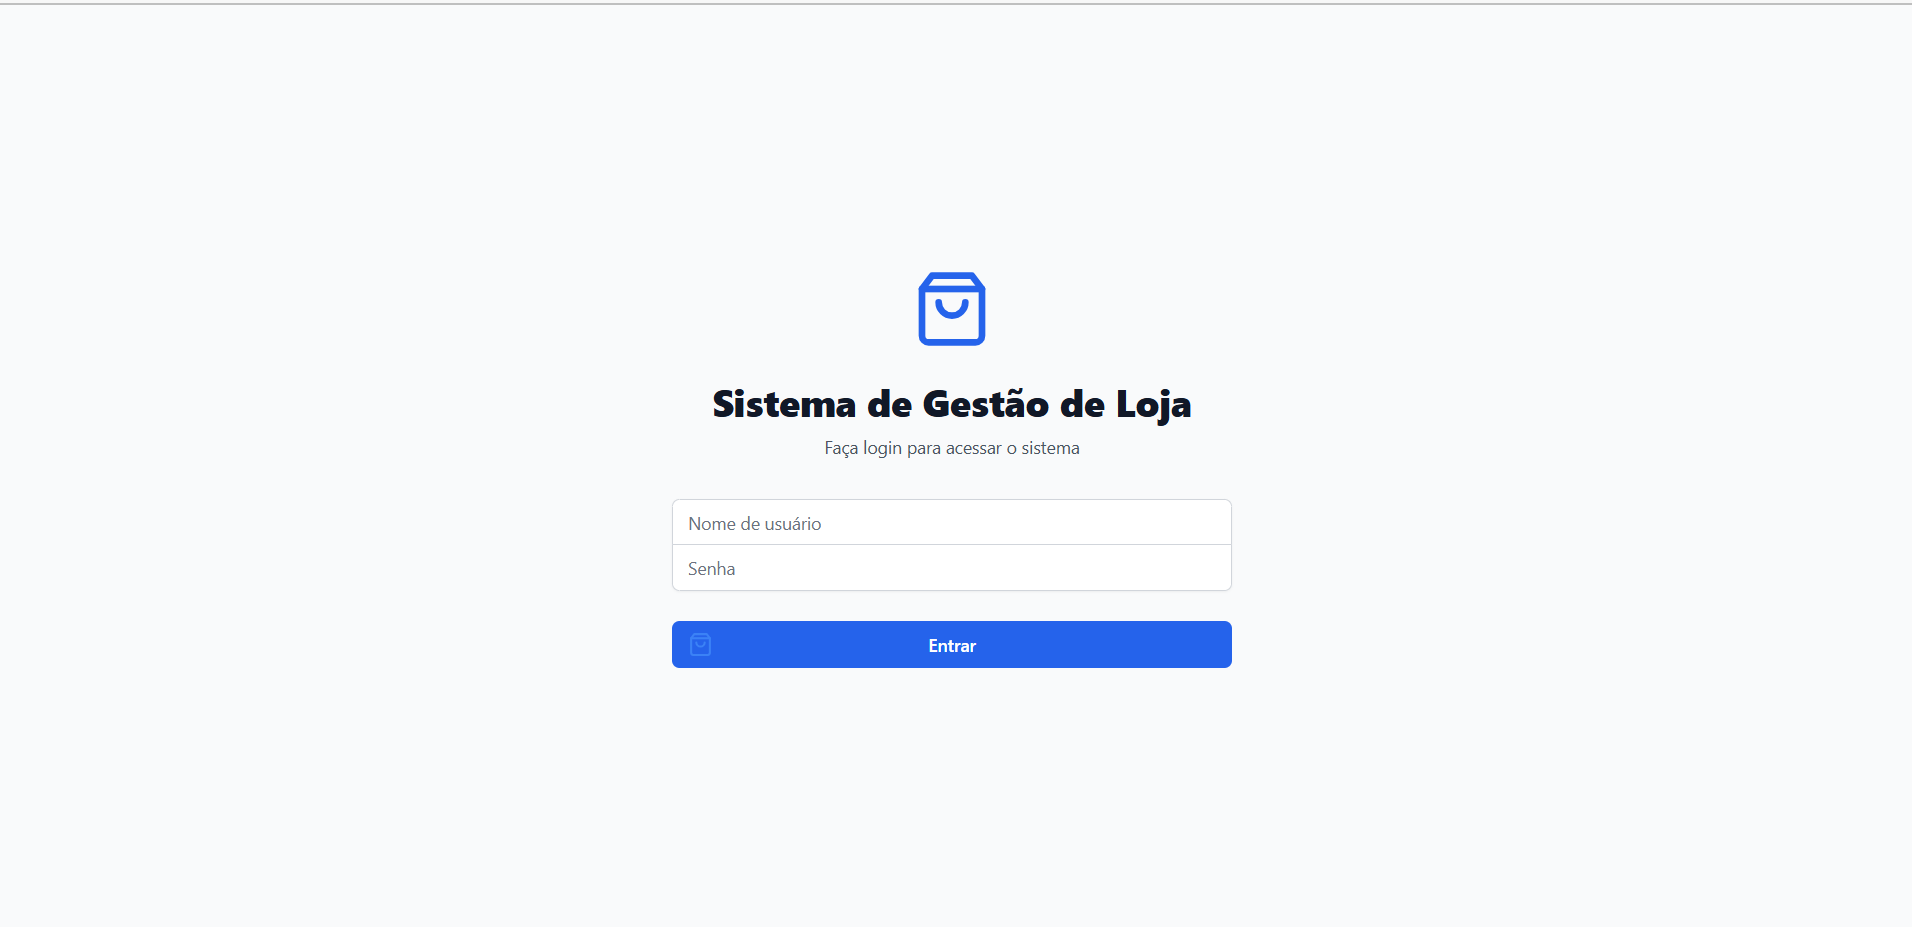 Sistema de Gestão de Loja
Faça login para acessar o sistema
Nome de usuário
Senha
Entrar